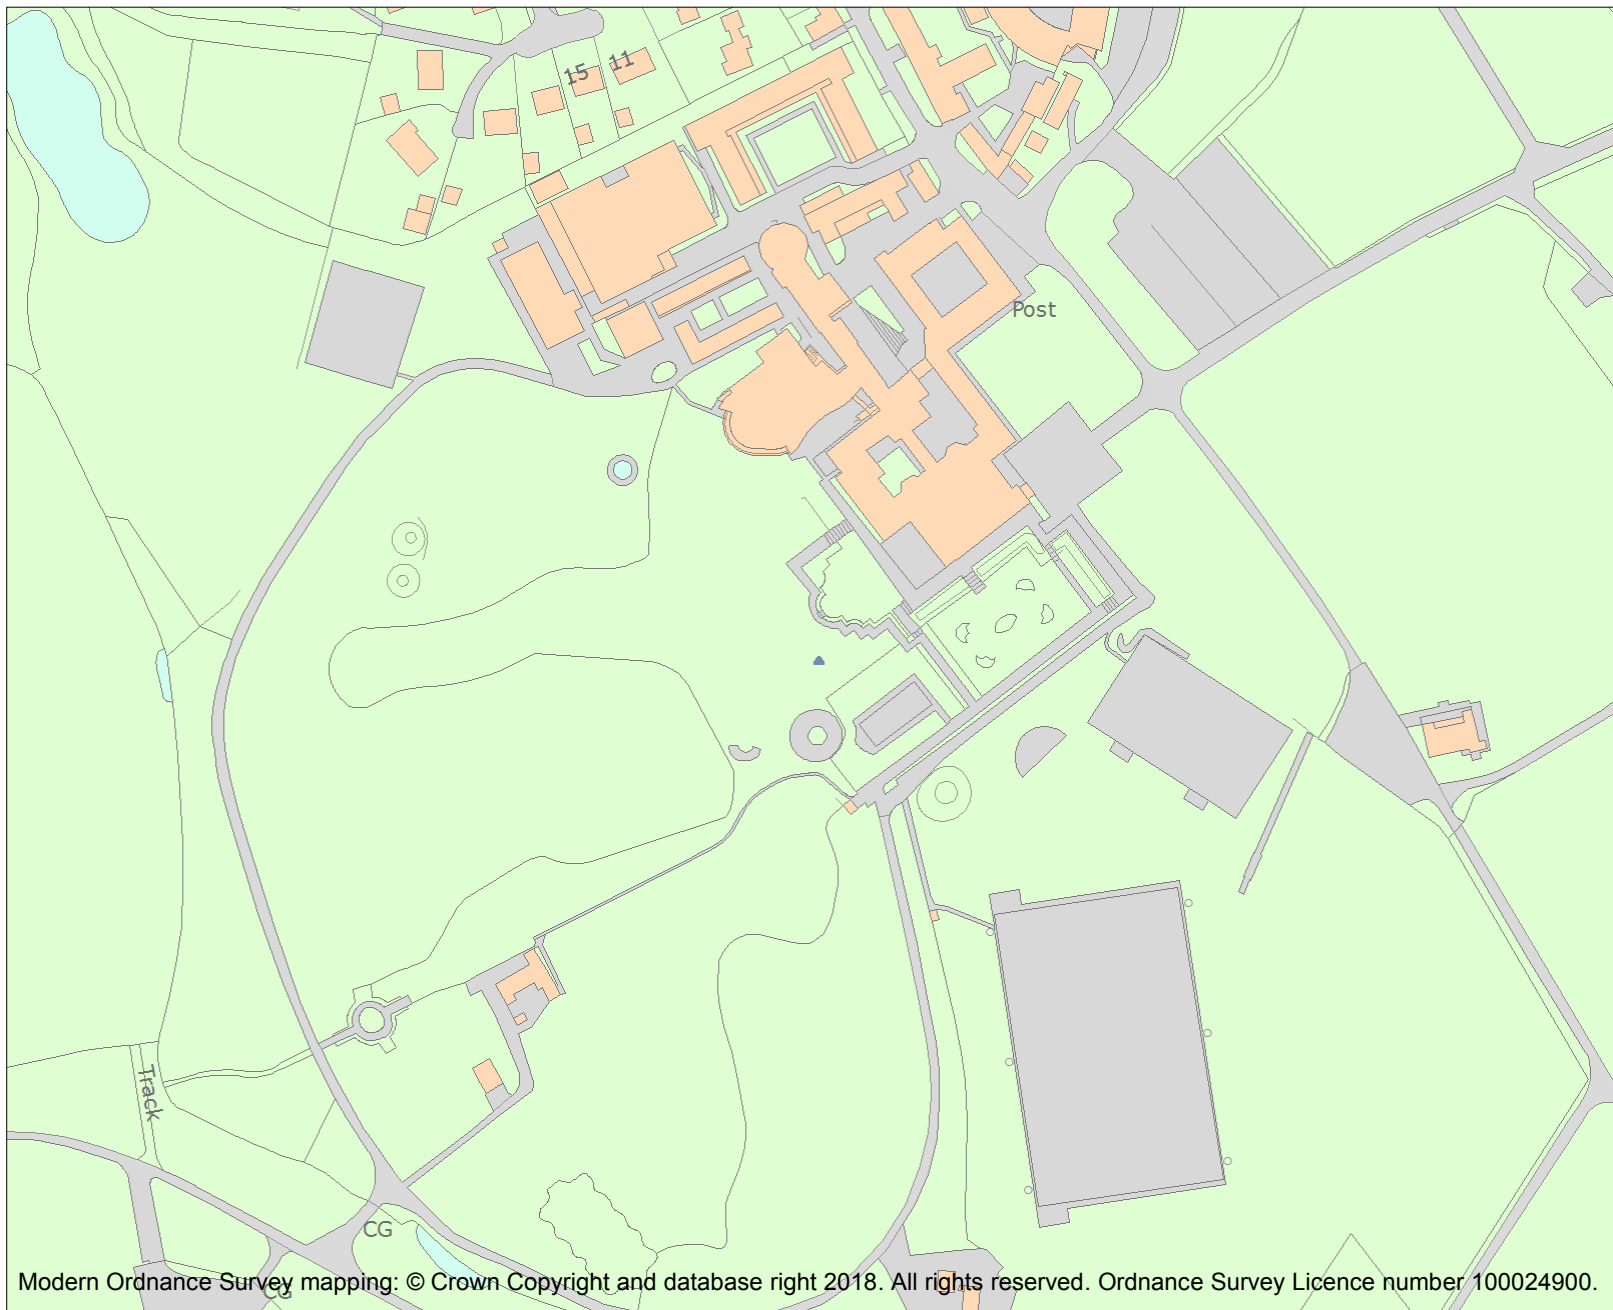 15 11
Post
Track
CG
CG
Modern Ordnance Survey mapping: © Crown Copyright and database right 2018. All rights reserved. Ordnance Survey Licence number 100024900.